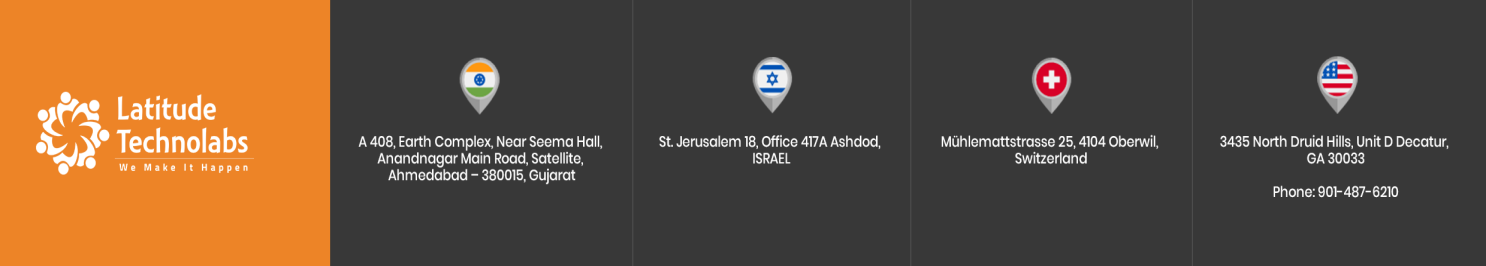 Latitude
Technolabs
We Make It Happen
A 408, Earth Complex, Near Seema Hall,
Anandnagar Main Road, Satellite,
Ahmedabad – 380015, Gujarat
St. Jerusalem 18, Office 417A Ashdod,
ISRAEL
Mühlemattstrasse 25, 4104 Oberwil,
Switzerland
3435 North Druid Hills, Unit D Decatur,
GA 30033
Phone: 901-487-6210